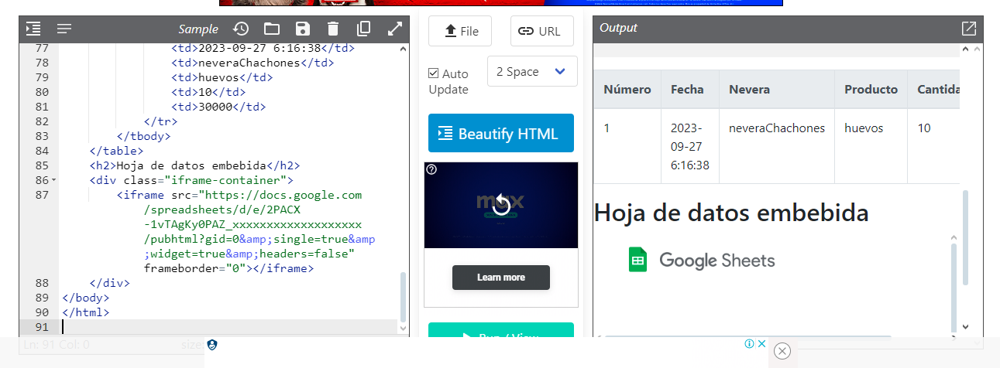 Sample
77 <td>2023-09-27 6:16:38</td>
78 <td>neveraChachones</td>
79 <td>huevos</td>
80 <td>10</td>
81 <td>30000</td>
82 </tr>
83 </tbody>
84 </table>
85 <h2>Hoja de datos embebida</h2>
86 <div class="iframe-container">
87 <iframe src="https://docs.google.com
/spreadsheets/d/e/2PACX
-1vTAgKy0PAZ_xxxxxxxxxxxxxxxxxxx
/pubhtml?gid=0&amp;single=true&amp
;widget=true&amp;headers=false"
frameborder="0"></iframe>
88 </div>
89 </body>
90 </html>
91
Ln: 91 Col: 0 size:
File URL
Auto
Update
2 Space
Beautify HTML
max
Learn more
Run / View
Output
Número Fecha Nevera Producto Cantida
1 2023- neveraChachones huevos 10
09-27
6:16:38
Hoja de datos embebida
Google Sheets